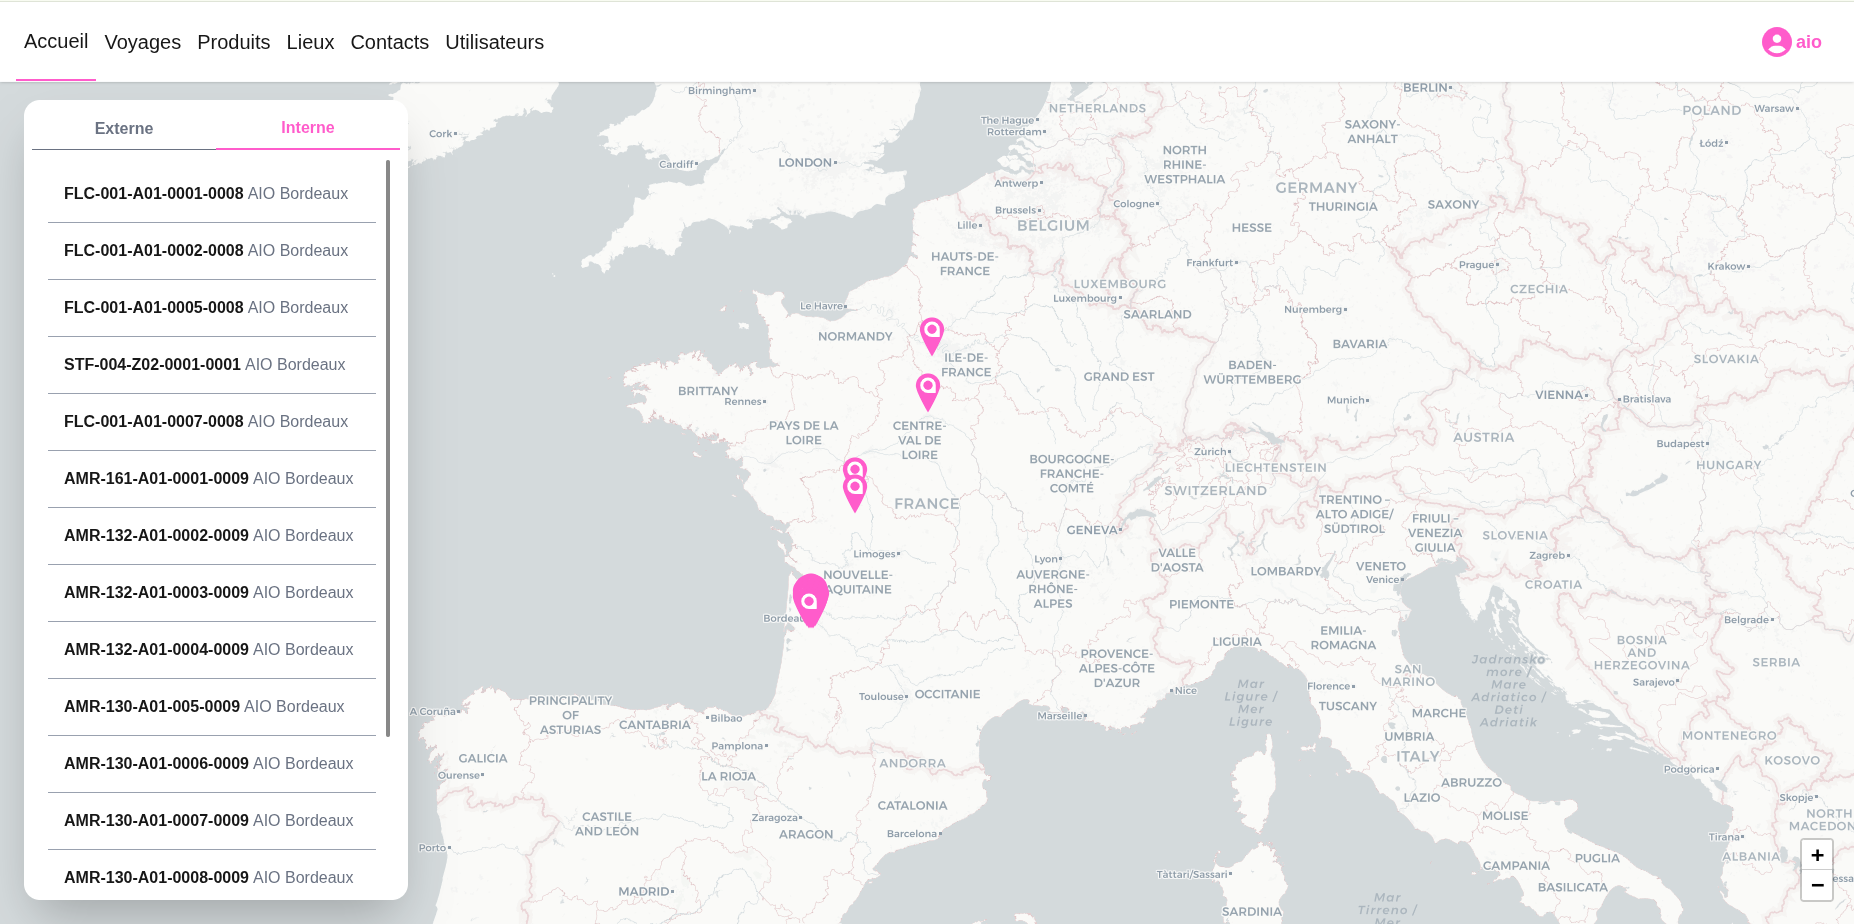 Accueil Voyages Produits Lieux Contacts Utilisateurs
aio
Externe Interne
FLC-001-A01-0001-0008 AIO Bordeaux
FLC-001-A01-0002-0008 AIO Bordeaux
FLC-001-A01-0005-0008 AIO Bordeaux
STF-004-Z02-0001-0001 AIO Bordeaux
FLC-001-A01-0007-0008 AIO Bordeaux
AMR-161-A01-0001-0009 AIO Bordeaux
AMR-132-A01-0002-0009 AIO Bordeaux
AMR-132-A01-0003-0009 AIO Bordeaux
AMR-132-A01-0004-0009 AIO Bordeaux
AMR-130-A01-005-0009 AIO Bordeaux
AMR-130-A01-0006-0009 AIO Bordeaux
AMR-130-A01-0007-0009 AIO Bordeaux
AMR-130-A01-0008-0009 AIO Bordeaux
Birmingham
BERLIN
NETHERLANDS
POLAND
Warsaw
The Hague
Rotterdam
Cork
SAXONY-
ANHALT
Łódź
Cardiff
LONDON
NORTH
RHINE-
WESTPHALIA
Antwerp
GERMANY
Cologne
THURINGIA
SAXONY
Brussels
Lille
BELGIUM
HESSE
HAUTS-DE-
FRANCE
Frankfurt
Prague
Krakow
LUXEMBOURG
Luxembourg
CZECHIA
Le Havre
SAARLAND
Nuremberg
NORMANDY
BAVARIA
ILE-DE-
FRANCE
GRAND EST
BADEN-
WÜRTTEMBERG
SLOVAKIA
BRITTANY
Rennes
Munich
VIENNA
Bratislava
PAYS DE LA
LOIRE
CENTRE-
VAL DE
LOIRE
AUSTRIA
Budapest
BOURGOGNE-
FRANCHE-
COMTÉ
Zürich
LIECHTENSTEIN
HUNGARY
SWITZERLAND
FRANCE
TRENTINO –
ALTO ADIGE/
SÜDTIROL
GENEVA
FRIULI –
VENEZIA
GIULIA
SLOVENIA
Zagreb
Limoges
Lyon
VALLE
D'AOSTA
LOMBARDY
VENETO
Venice
CROATIA
NOUVELLE-
AQUITAINE
AUVERGNE-
RHÔNE-
ALPES
PIEMONTE
Bordeau
Belgrade
LIGURIA
EMILIA-
ROMAGNA
BOSNIA
AND
HERZEGOVINA
SERBIA
PROVENCE-
ALPES-CÔTE
D'AZUR
SAN
MARINO
Jadransko
more /
Mare
Adriatico /
Deti
Adriatik
Sarajevo
Toulouse
OCCITANIE
Nice
Mar
Ligure /
Mer
Ligure
Florence
TUSCANY
MARCHE
A Coruña
PRINCIPALITY
OF
ASTURIAS
CANTABRIA
Bilbao
Marseille
UMBRIA
MONTENEGRO
Pamplona
GALICIA
ANDORRA
ITALY
KOSOVO
Ourense
LA RIOJA
Podgorica
ABRUZZO
LAZIO
Skopje
CATALONIA
CASTILE
AND LEÓN
Zaragoza
ARAGON
Barcelona
MOLISE
NORTH
MACEDON
Tirana
Porto
ALBANIA
CAMPANIA
PUGLIA
Tàttari/Sassari
BASILICATA
MADRID
SARDINIA
Mar
Tirreno /
Mer
+
−